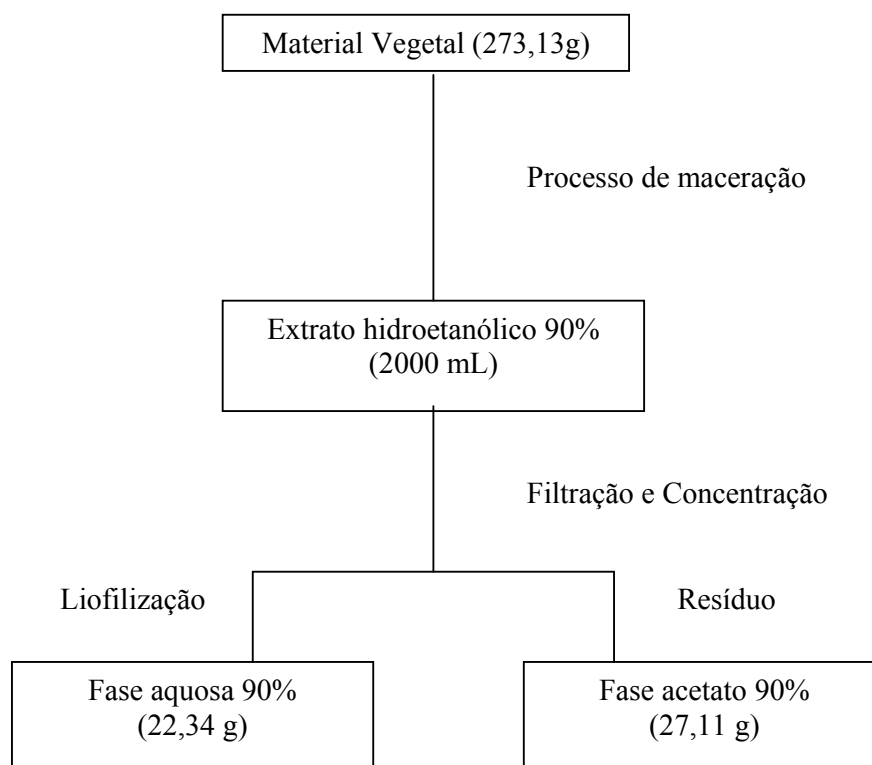 Material Vegetal (273,13g)
Processo de maceração
Extrato hidroetanólico 90%
(2000 mL)
Filtração e Concentração
Liofilização
Resíduo
Fase aquosa 90%
(22,34 g)
Fase acetato 90%
(27,11 g)